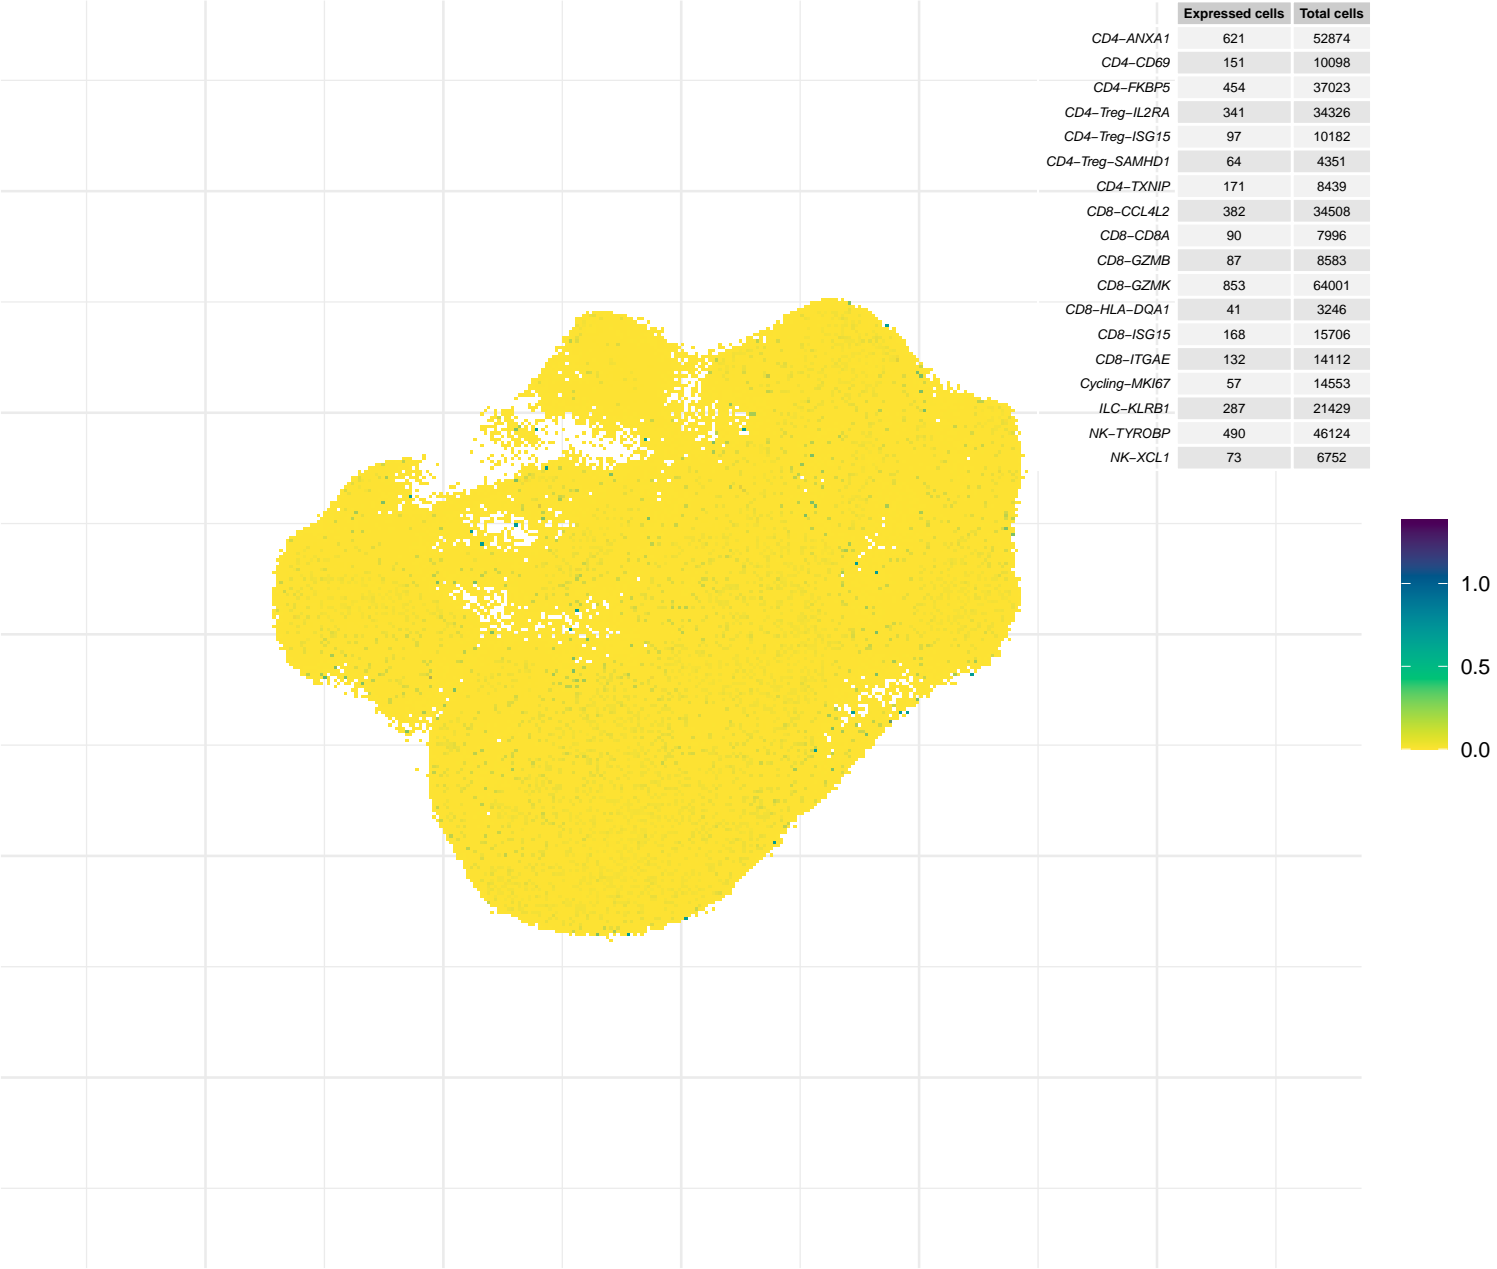 Expressed cells Total cells
CD4−ANXA1 621 52874
CD4−CD69 151 10098
CD4−FKBP5 454 37023
CD4−Treg−IL2RA 341 34326
CD4−Treg−ISG15 97 10182
CD4−Treg−SAMHD1 64 4351
CD4−TXNIP 171 8439
CD8−CCL4L2 382 34508
CD8−CD8A 90 7996
CD8−GZMB 87 8583
CD8−GZMK 853 64001
CD8−HLA−DQA1 41 3246
CD8−ISG15 168 15706
CD8−ITGAE 132 14112
Cycling−MKI67 57 14553
ILC−KLRB1 287 21429
NK−TYROBP 490 46124
NK−XCL1 73 6752
1.0
0.5
0.0